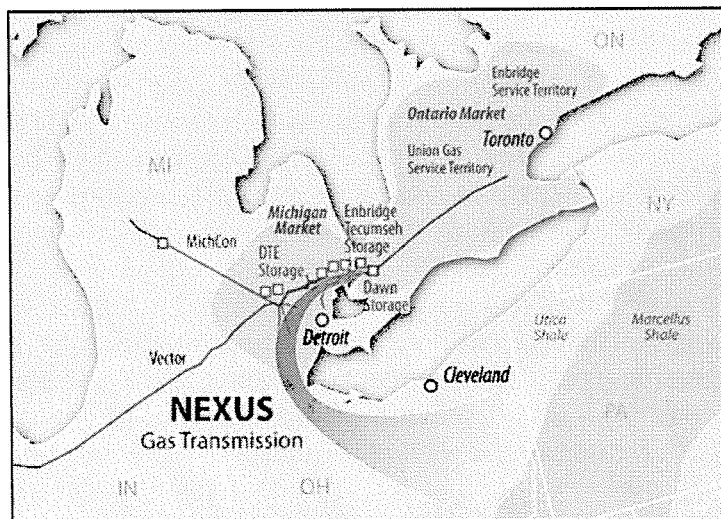 ON
Enbridge
Service Territory
Ontario Market
Toronto
Union Gas
Service Territory
MI
NY
Michigan
Market
Enbridge
Tecumseh
Storage
MichCon
DTE
Storage
Dawn
Storage
Detroit
Utica
Shale
Marcellus
Shale
Vector
Cleveland
NEXUS
Gas Transmission
PA
IN
OH